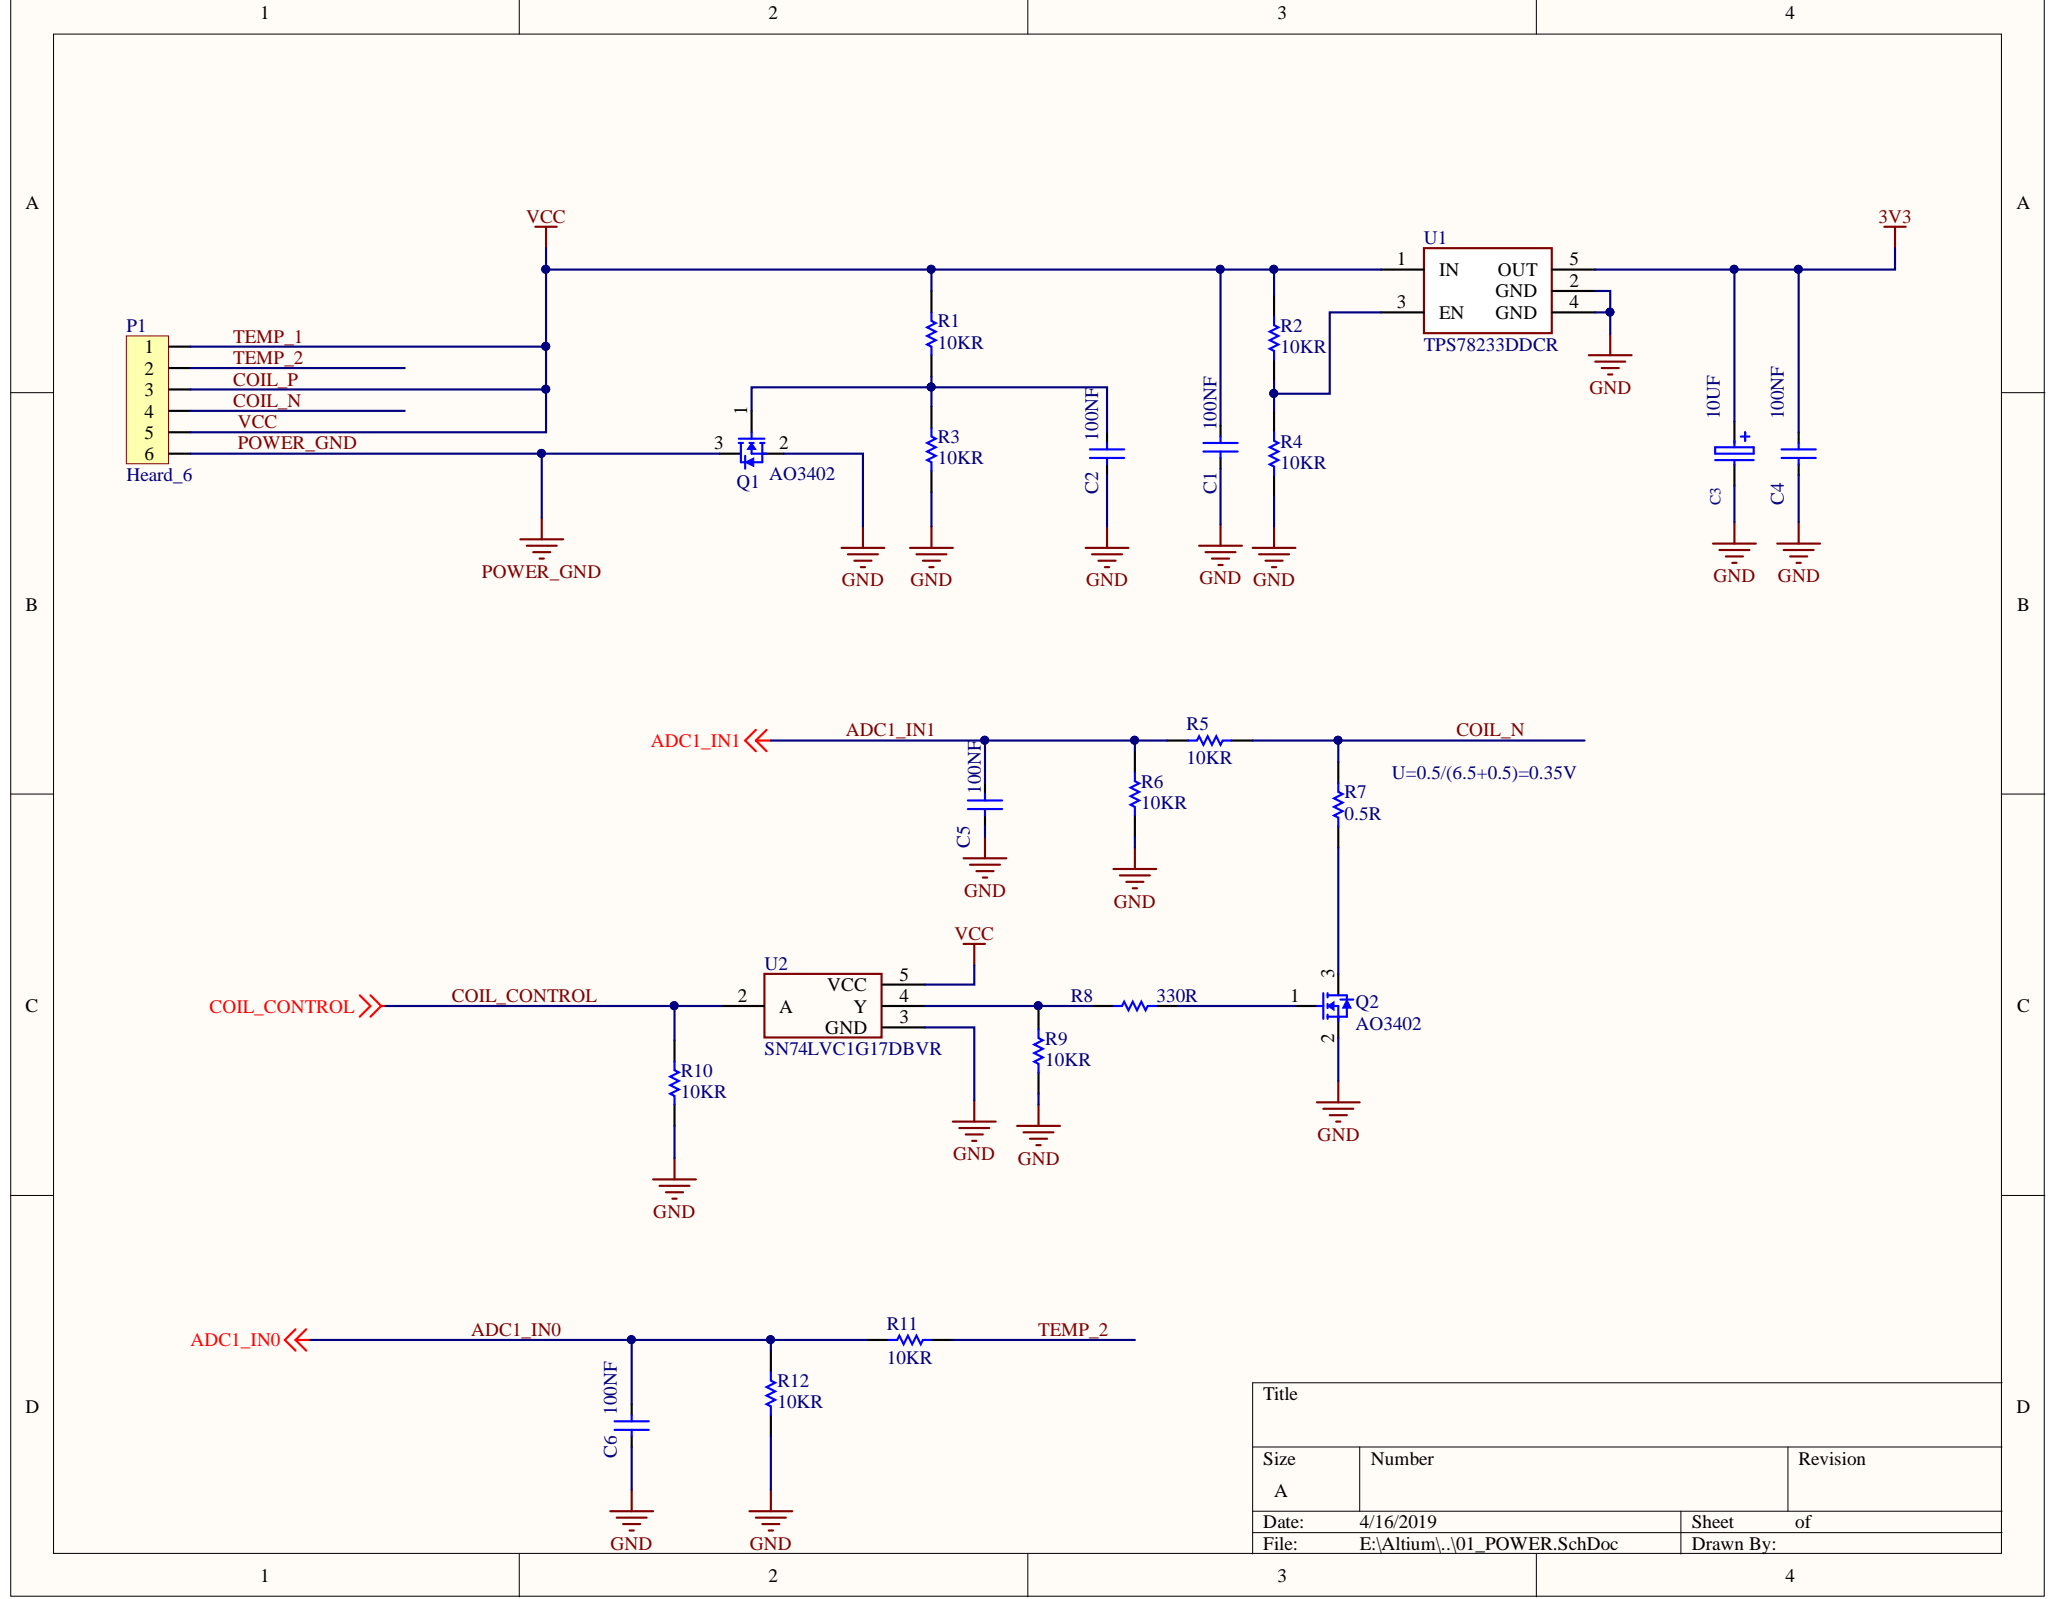 1 2 3 4
A A
VCC
3V3
U1
1 IN OUT 5
GND 2
3 EN GND 4
TPS78233DDCR
GND
P1
1 TEMP_1
2 TEMP_2
3 COIL_P
4 COIL_N
5 VCC
6 POWER_GND
Heard_6
POWER_GND
R1
10KR
R2
10KR
1
3 2
Q1 AO3402
R3
10KR
100NF
C2
100NF
C1
R4
10KR
10UF
+
C3
100NF
C4
GND GND GND GND GND GND GND
B B
ADC1_IN1 ADC1_IN1
R5
10KR
COIL_N
U=0.5/(6.5+0.5)=0.35V
100NF
C5
R6
10KR
R7
0.5R
GND GND
VCC
U2
COIL_CONTROL COIL_CONTROL
2 A VCC 5
Y 4
GND 3
SN74LVC1G17DBVR
R8 330R
R9
10KR
R10
10KR
3
1 Q2
AO3402
2
GND GND GND GND
C C
ADC1_IN0 ADC1_IN0
R11
10KR
TEMP_2
100NF
C6
R12
10KR
GND GND
D D
Title
Size Number Revision
A
Date: 4/16/2019 Sheet of
File: E:\Altium\..\01_POWER.SchDoc Drawn By:
1 2 3 4